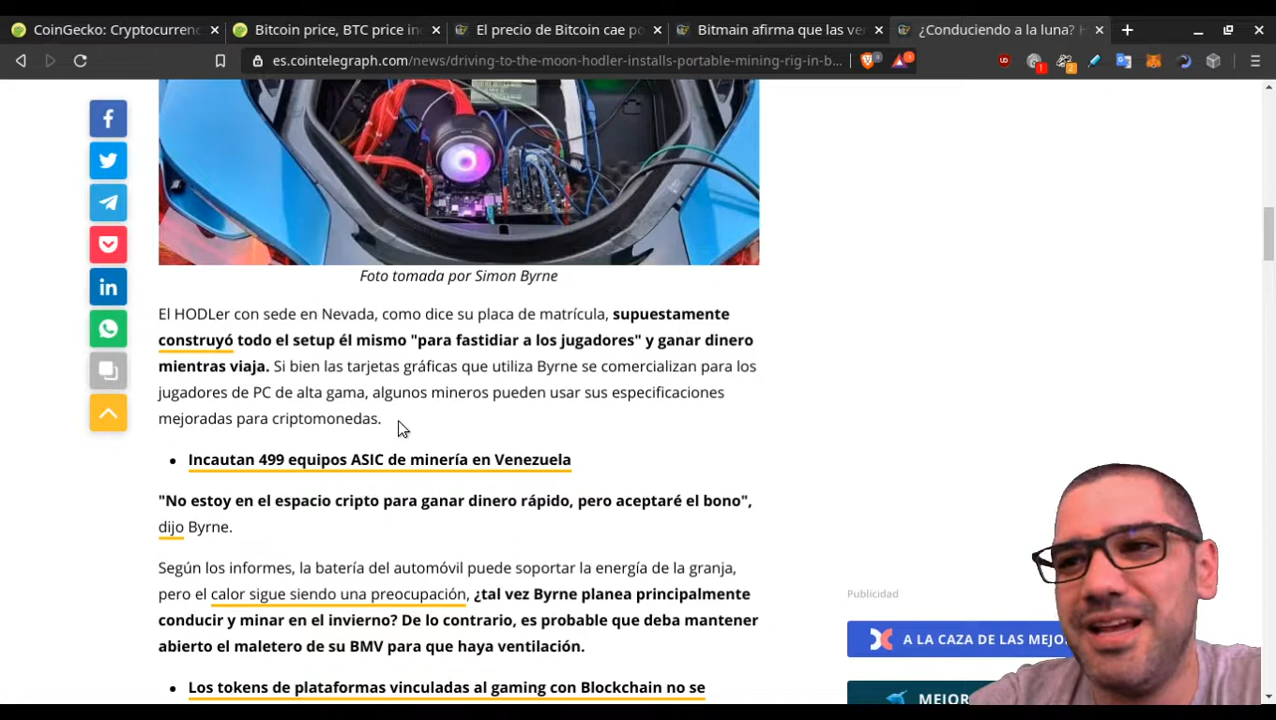 CoinGecko: Cryptocurrenc
Bitcoin price, BTC price in
El precio de Bitcoin cae po
Bitmain afirma que las ve
¿Conduciendo a la luna? H
es.cointelegraph.com/news/driving-to-the-moon-hodler-installs-portable-mining-rig-in-b...
Foto tomada por Simon Byrne
El HODLer con sede en Nevada, como dice su placa de matrícula, supuestamente
construyó todo el setup él mismo "para fastidiar a los jugadores" y ganar dinero
mientras viaja. Si bien las tarjetas gráficas que utiliza Byrne se comercializan para los
jugadores de PC de alta gama, algunos mineros pueden usar sus especificaciones
mejoradas para criptomonedas.
Incautan 499 equipos ASIC de minería en Venezuela
"No estoy en el espacio cripto para ganar dinero rápido, pero aceptaré el bono",
dijo Byrne.
Según los informes, la batería del automóvil puede soportar la energía de la granja,
pero el calor sigue siendo una preocupación, ¿tal vez Byrne planea principalmente
conducir y minar en el invierno? De lo contrario, es probable que deba mantener
abierto el maletero de su BMV para que haya ventilación.
Los tokens de plataformas vinculadas al gaming con Blockchain no se
Publicidad
A LA CAZA DE LAS MEJO
MEJOR